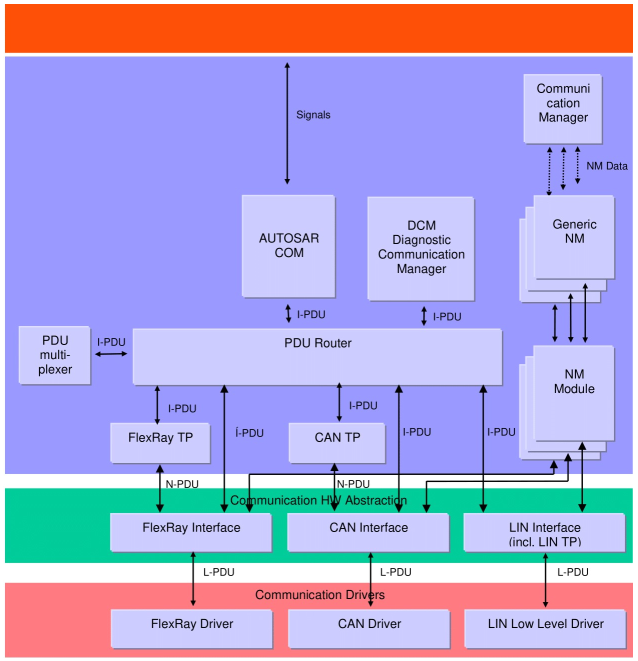 Communi
cation
Manager
Signals
NM Data
AUTOSAR
COM
DCM
Diagnostic
Communication
Manager
Generic
NM
I-PDU
I-PDU
PDU
multi-
plexer
I-PDU
PDU Router
NM
Module
I-PDU
I-PDU
FlexRay TP
Í-PDU
CAN TP
I-PDU
I-PDU
N-PDU
N-PDU
Communication HW Abstraction
FlexRay Interface
CAN Interface
LIN Interface
(incl. LIN TP)
L-PDU
L-PDU
L-PDU
Communication Drivers
FlexRay Driver
CAN Driver
LIN Low Level Driver